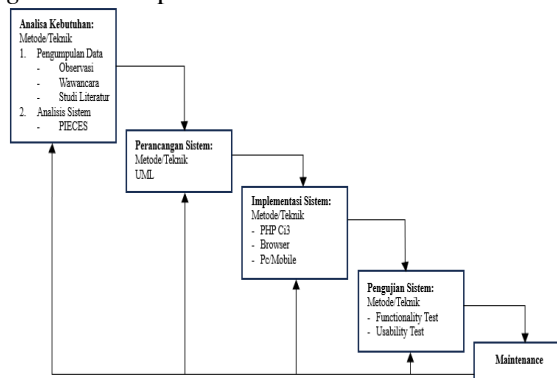 Analisa Kebutuhan:
Metode/Teknik
1. Pengumpulan Data
- Observasi
- Wawancara
- Studi Literatur
2. Analisis Sistem
- PIECES
Perancangan Sistem:
Metode/Teknik
UML
Implementasi Sistem:
Metode/Teknik
- PHP Ci3
- Browser
- Pc/Mobile
Pengujian Sistem:
Metode/Teknik
- Functionality Test
- Usability Test
Maintenance